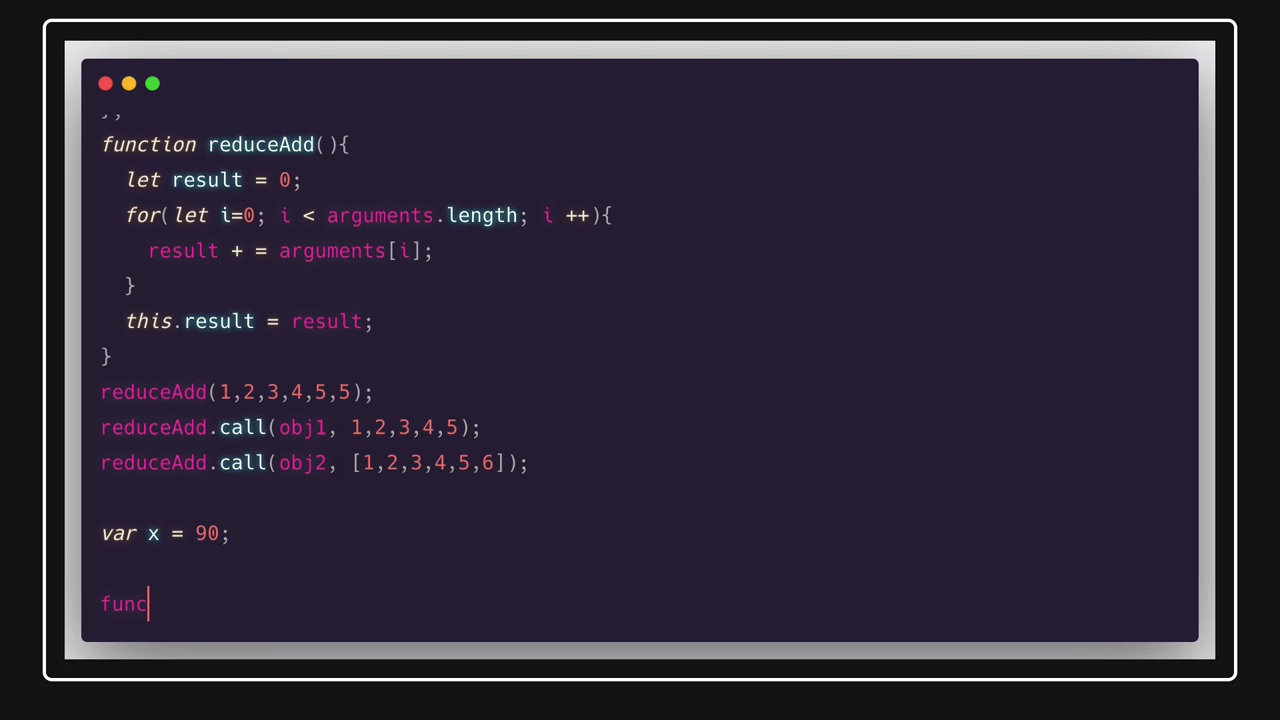 };
function reduceAdd(){
let result = 0;
for(let i=0; i < arguments.length; i ++){
result + = arguments[i];
}
this.result = result;
}
reduceAdd(1,2,3,4,5,5);
reduceAdd.call(obj1, 1,2,3,4,5);
reduceAdd.call(obj2, [1,2,3,4,5,6]);
var x = 90;
func